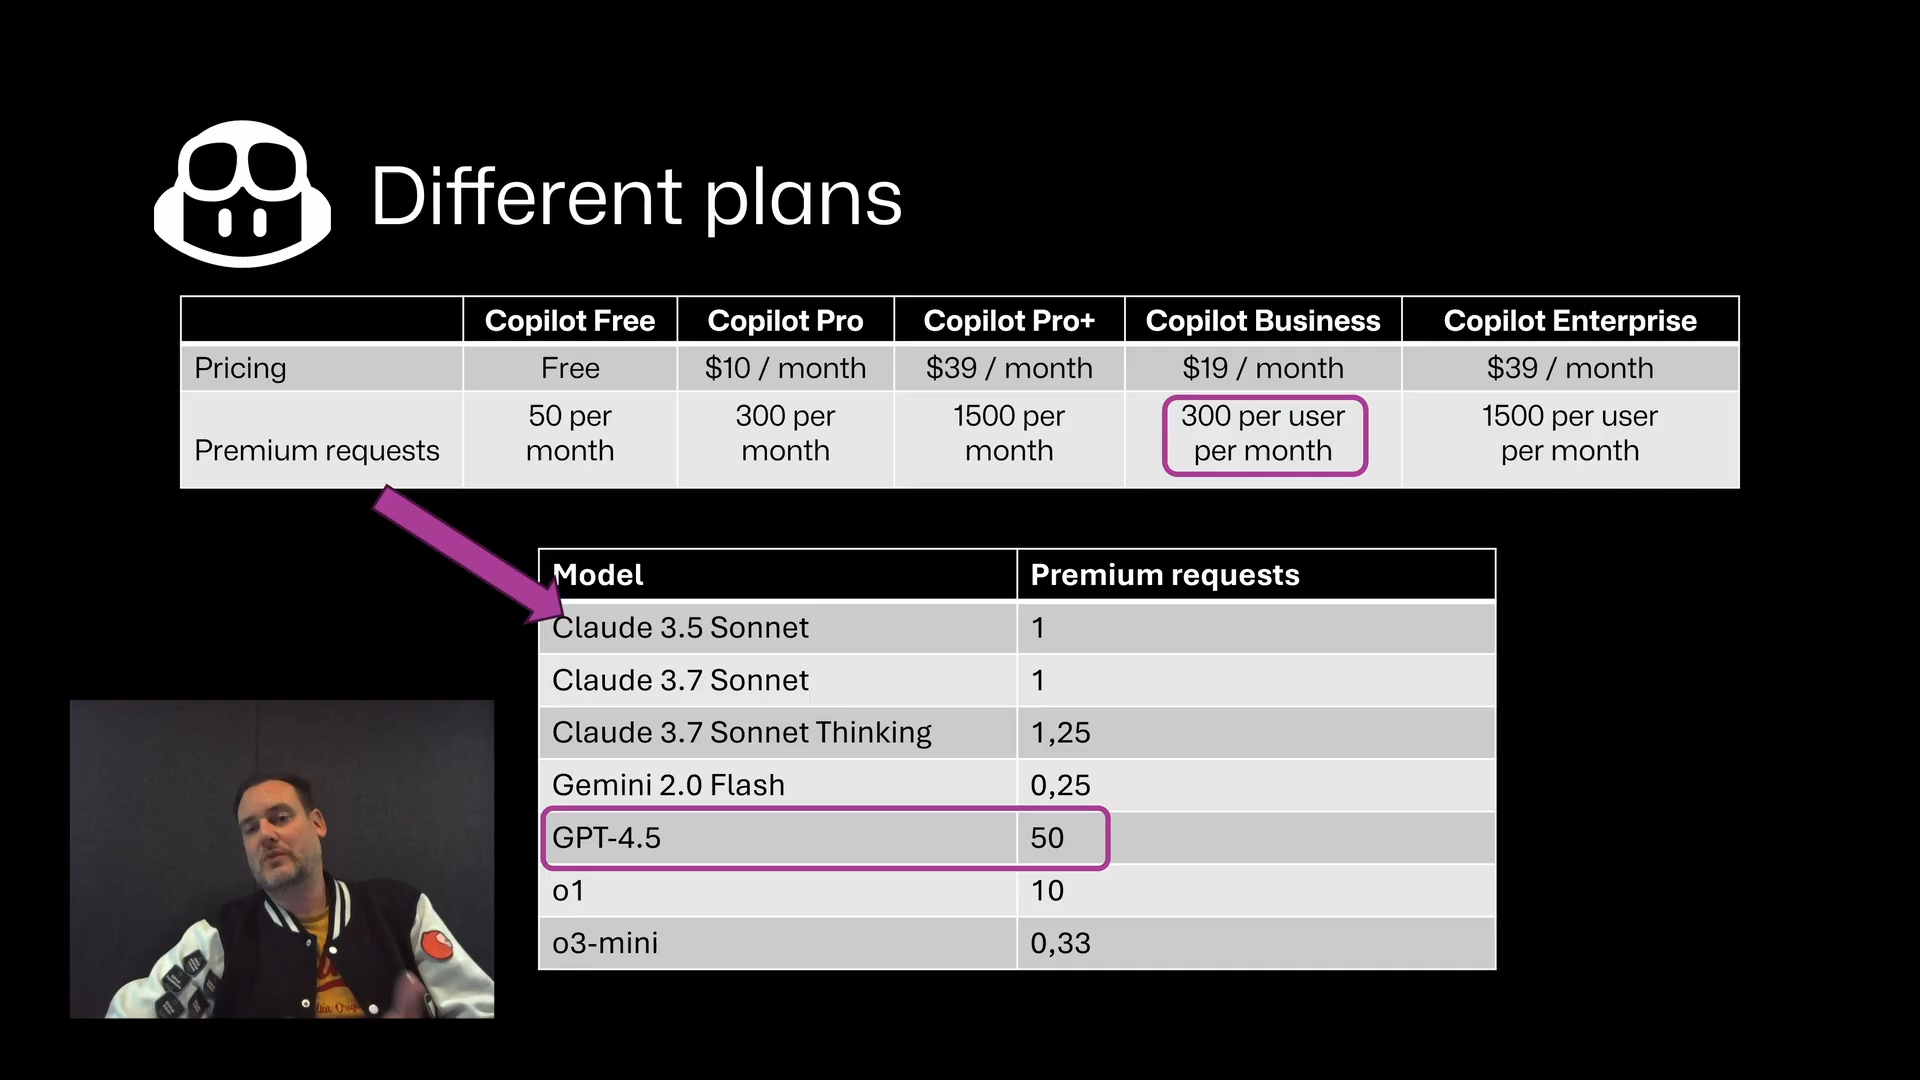 Different plans
Copilot Free Copilot Pro Copilot Pro+ Copilot Business Copilot Enterprise
Pricing Free $10 / month $39 / month $19 / month $39 / month
Premium requests 50 per month 300 per month 1500 per month 300 per user per month 1500 per user per month
Model Premium requests
Claude 3.5 Sonnet 1
Claude 3.7 Sonnet 1
Claude 3.7 Sonnet Thinking 1,25
Gemini 2.0 Flash 0,25
GPT-4.5 50
o1 10
o3-mini 0,33